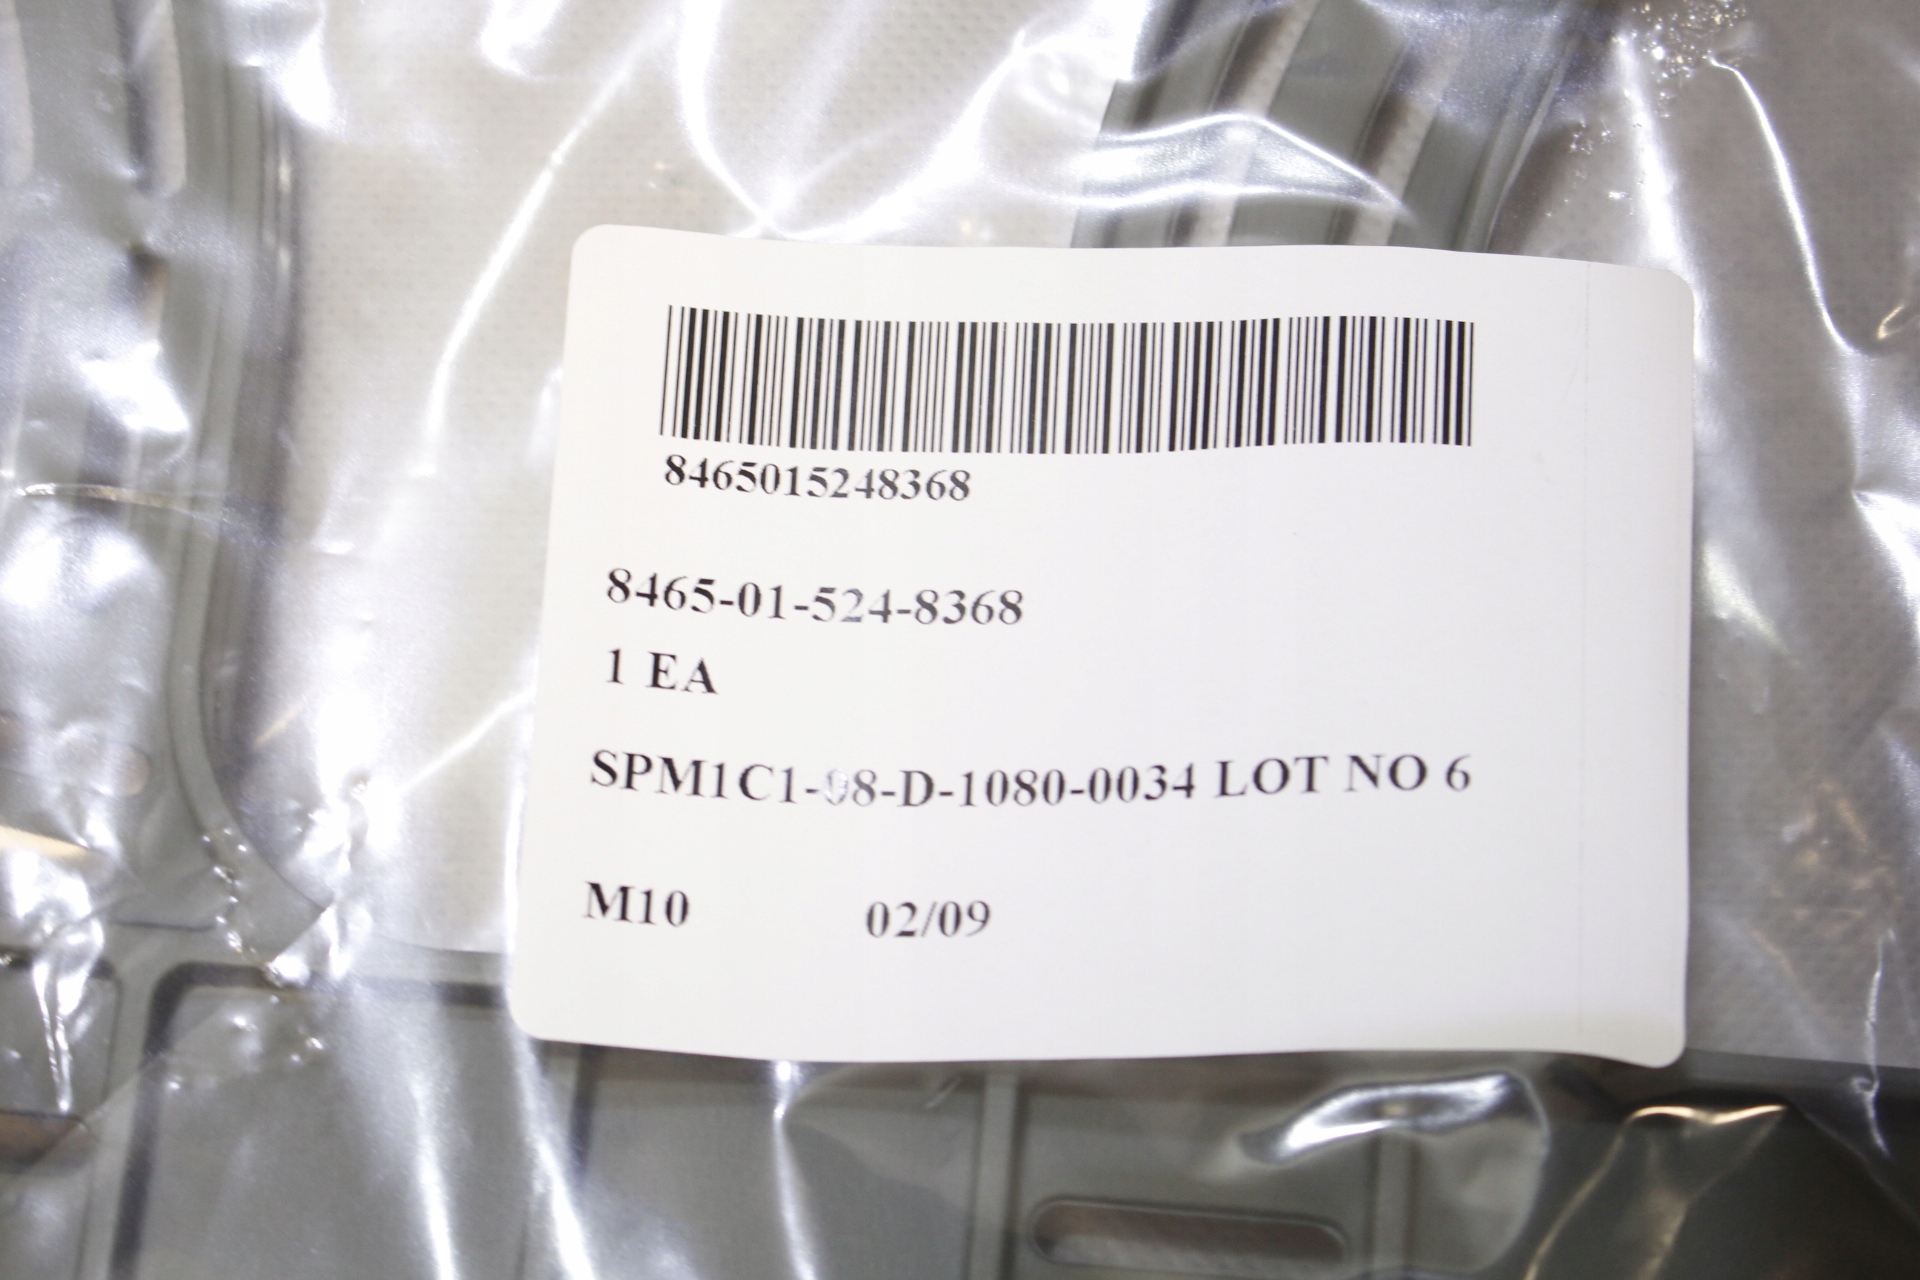 8465015248368
8465-01-524-8368
1 EA
SPM1C1-08-D-1080-0034 LOT NO 6
M10 02/09